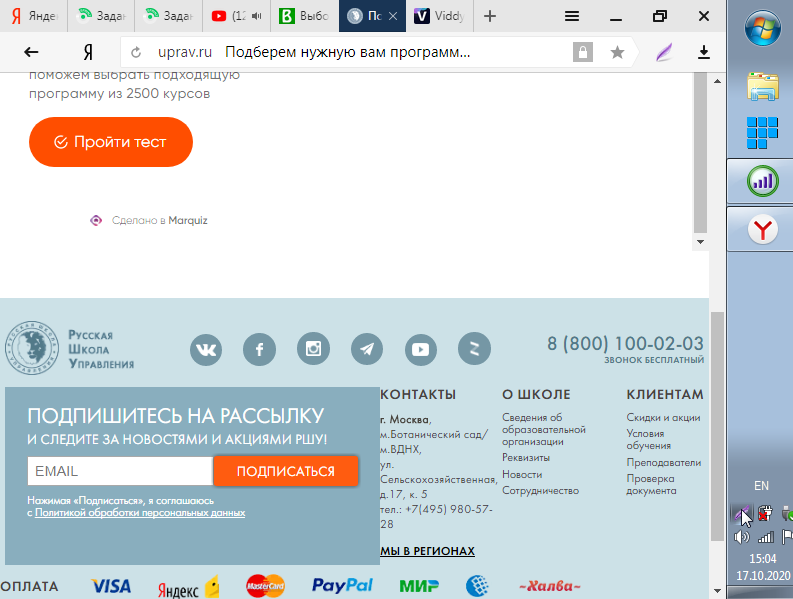 Янде
Задан
Задан
(12
Выбо
По
Viddy
uprav.ru Подберем нужную вам программ...
поможем выбрать подходящую
программу из 2500 курсов
Пройти тест
Сделано в Marquiz
Русская
Школа
Управления
8 (800) 100-02-03
ЗВОНОК БЕСПЛАТНЫЙ
ПОДПИШИТЕСЬ НА РАССЫЛКУ
И СЛЕДИТЕ ЗА НОВОСТЯМИ И АКЦИЯМИ РШУ!
EMAIL
ПОДПИСАТЬСЯ
Нажимая «Подписаться», я соглашаюсь
с Политикой обработки персональных данных
КОНТАКТЫ
г. Москва,
м.Ботанический сад/
м.ВДНХ,
ул.
Сельскохозяйственная,
д.17, к. 5
тел.: +7(495) 980-57-
28
МЫ В РЕГИОНАХ
О ШКОЛЕ
Сведения об
образовательной
организации
Реквизиты
Новости
Сотрудничество
КЛИЕНТАМ
Скидки и акции
Условия
обучения
Преподаватели
Проверка
документа
ОПЛАТА VISA Яндекс MasterCard PayPal МИР Халва
EN
15:04
17.10.2020